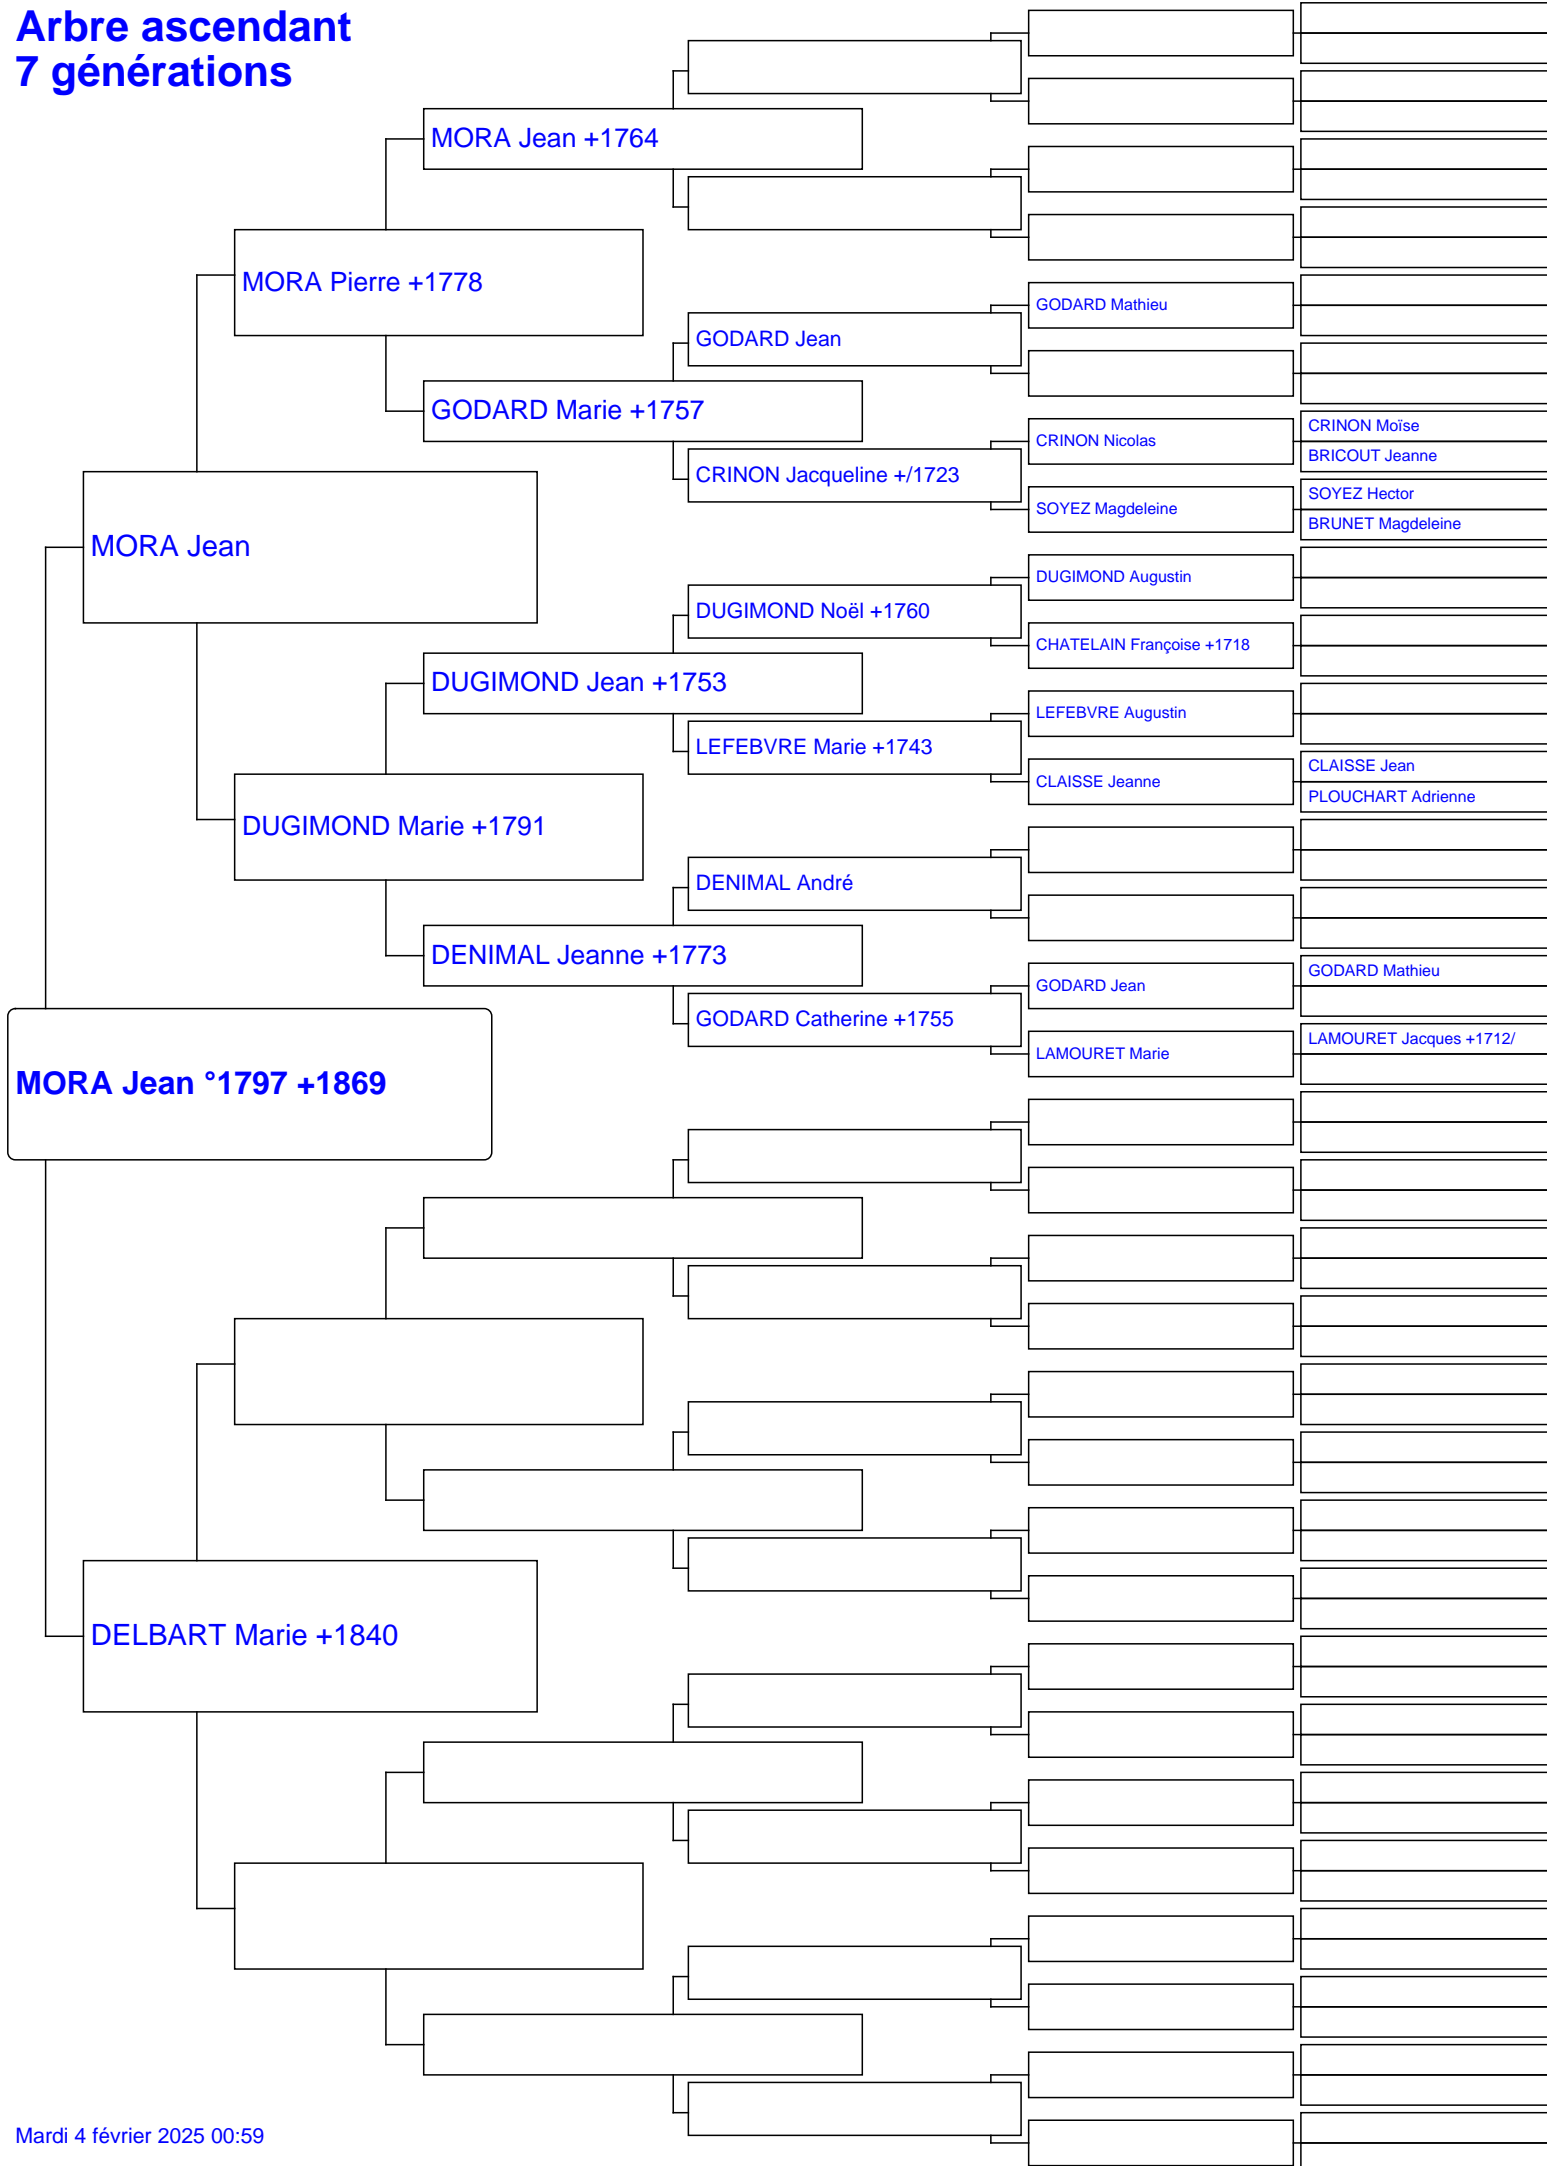 Arbre ascendant
7 générations
MORA Jean +1764
MORA Pierre +1778
GODARD Mathieu
GODARD Jean
GODARD Marie +1757
CRINON Moïse
CRINON Nicolas
BRICOUT Jeanne
CRINON Jacqueline +/1723
SOYEZ Hector
SOYEZ Magdeleine
BRUNET Magdeleine
MORA Jean
DUGIMOND Augustin
DUGIMOND Noël +1760
CHATELAIN Françoise +1718
DUGIMOND Jean +1753
LEFEBVRE Augustin
LEFEBVRE Marie +1743
CLAISSE Jean
CLAISSE Jeanne
PLOUCHART Adrienne
DUGIMOND Marie +1791
DENIMAL André
DENIMAL Jeanne +1773
GODARD Mathieu
GODARD Jean
GODARD Catherine +1755
LAMOURET Jacques +1712/
LAMOURET Marie
MORA Jean °1797 +1869
DELBART Marie +1840
Mardi 4 février 2025 00:59